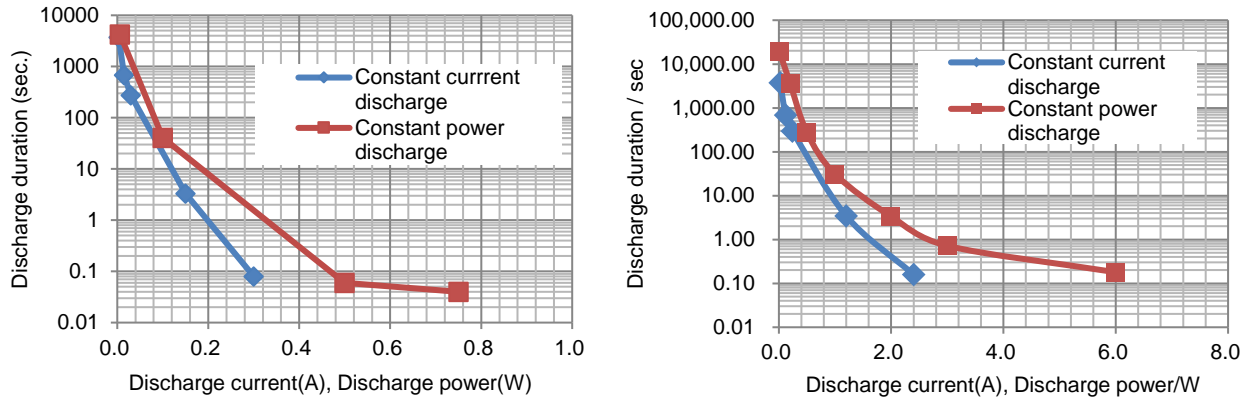 Discharge duration (sec.)
10000
1000
100
10
1
0.1
0.01
0.0
0.2
0.4
0.6
0.8
1.0
Constant currrent
discharge
Constant power
discharge
Discharge current(A), Discharge power(W)
Discharge duration / sec
100,000.00
10,000.00
1,000.00
100.00
10.00
1.00
0.10
0.01
0.0
2.0
4.0
6.0
8.0
Constant current
discharge
Constant power
discharge
Discharge current(A), Discharge power/W